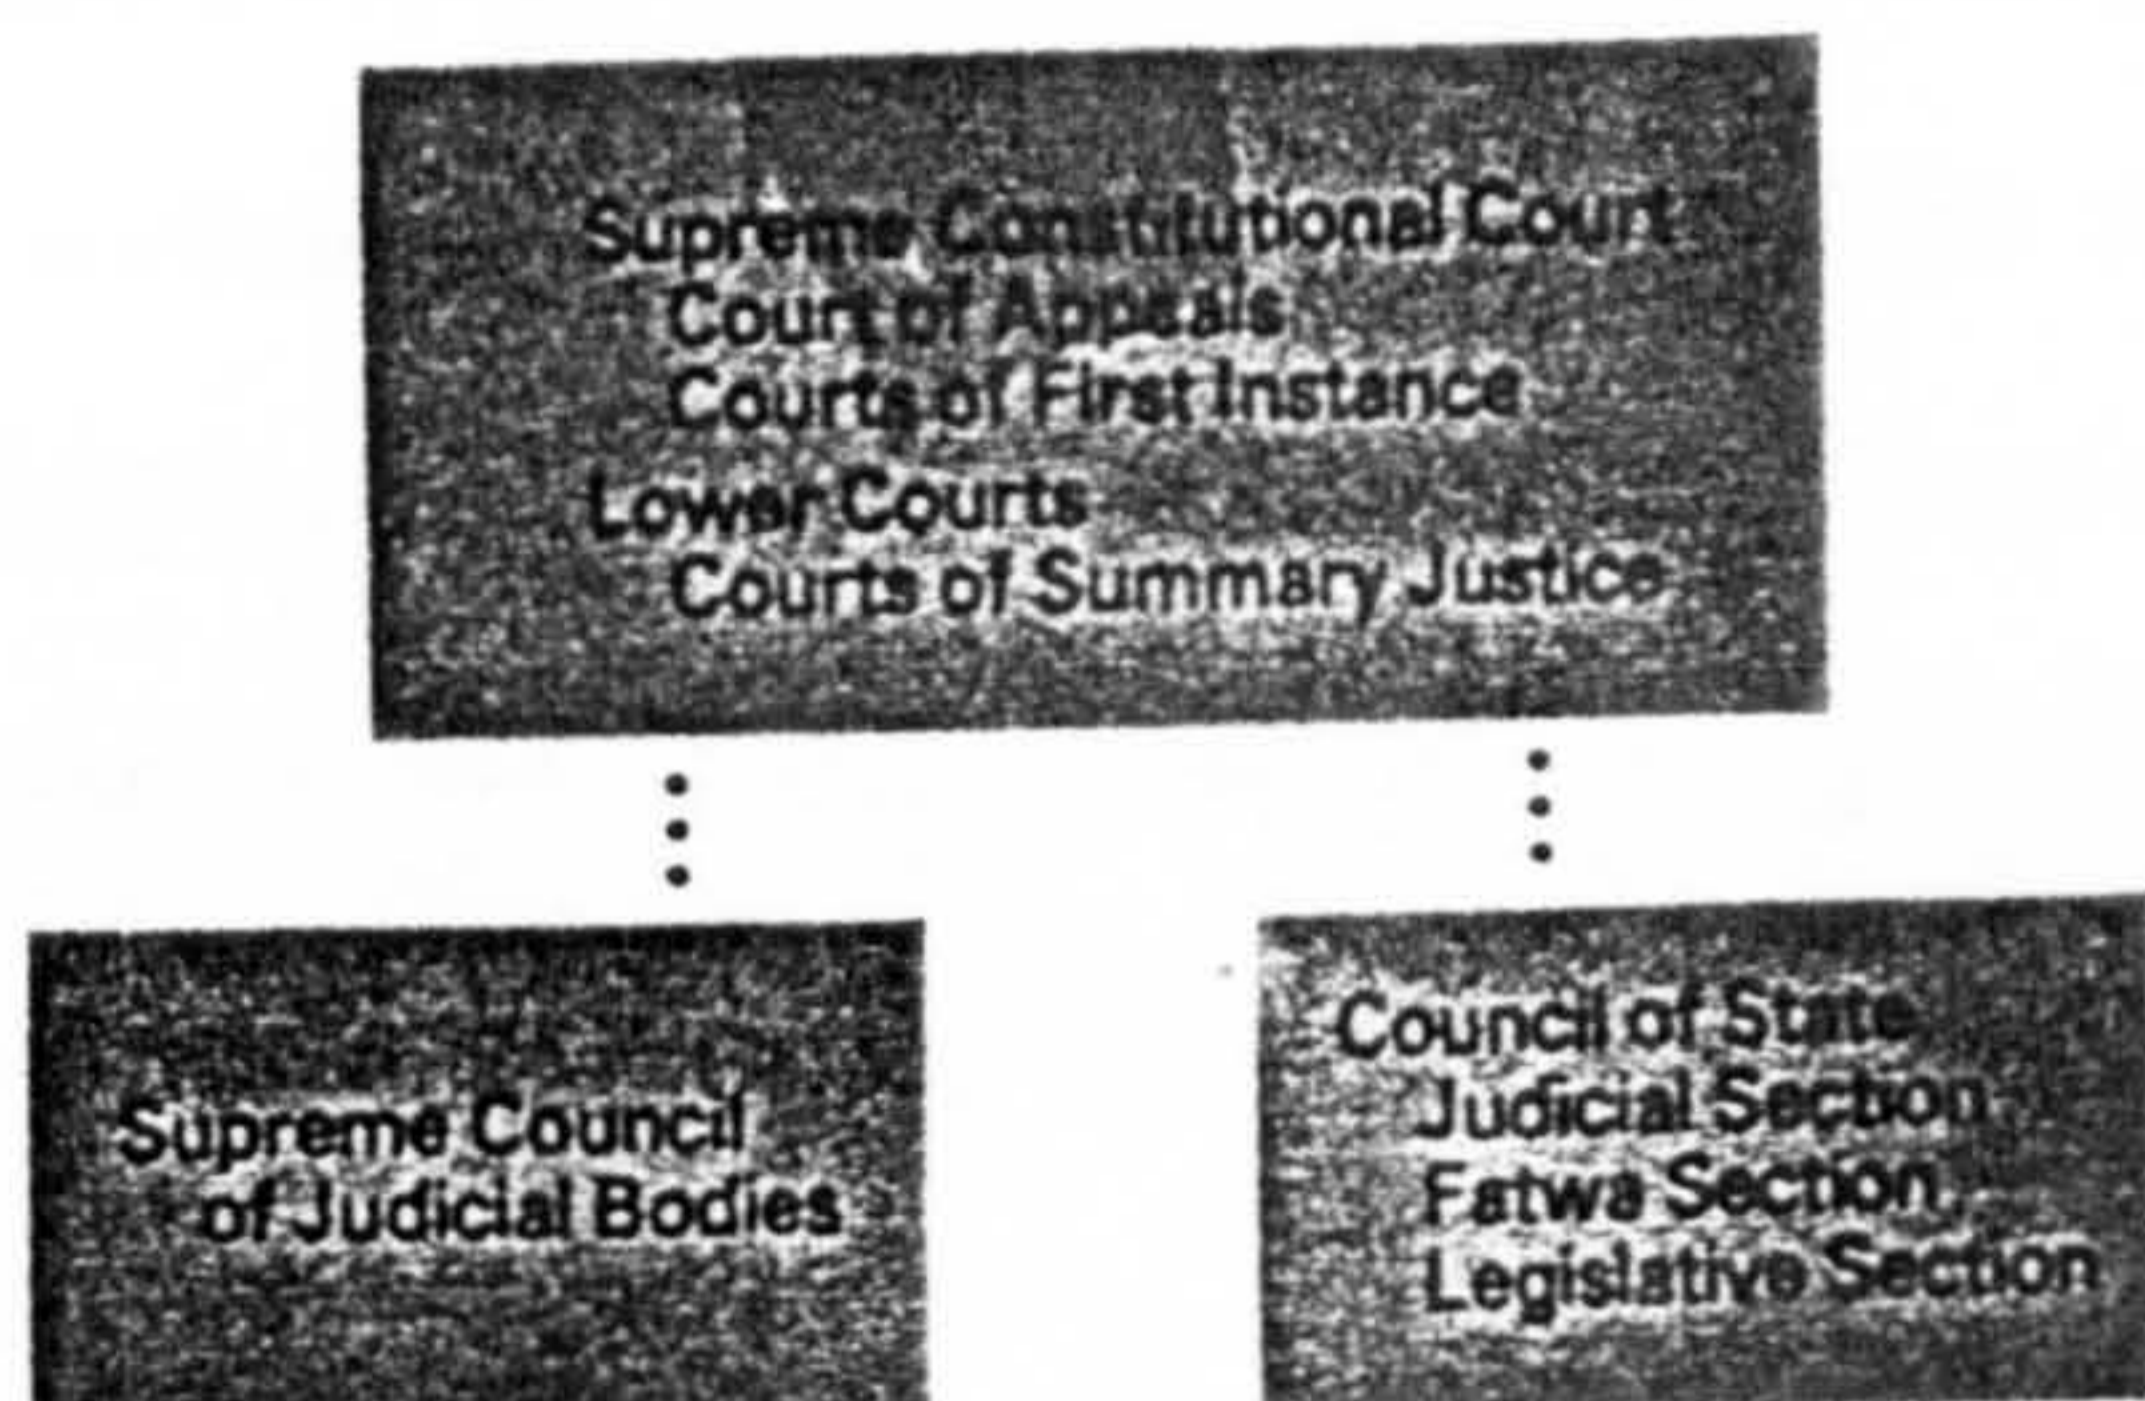 Supreme Constitutional Court
Court of Appeals
Courts of First Instance
Lower Courts
Courts of Summary Justice
Supreme Council
of Judicial Bodies
Council of State
Judicial Section
Fatwa Section
Legislative Section